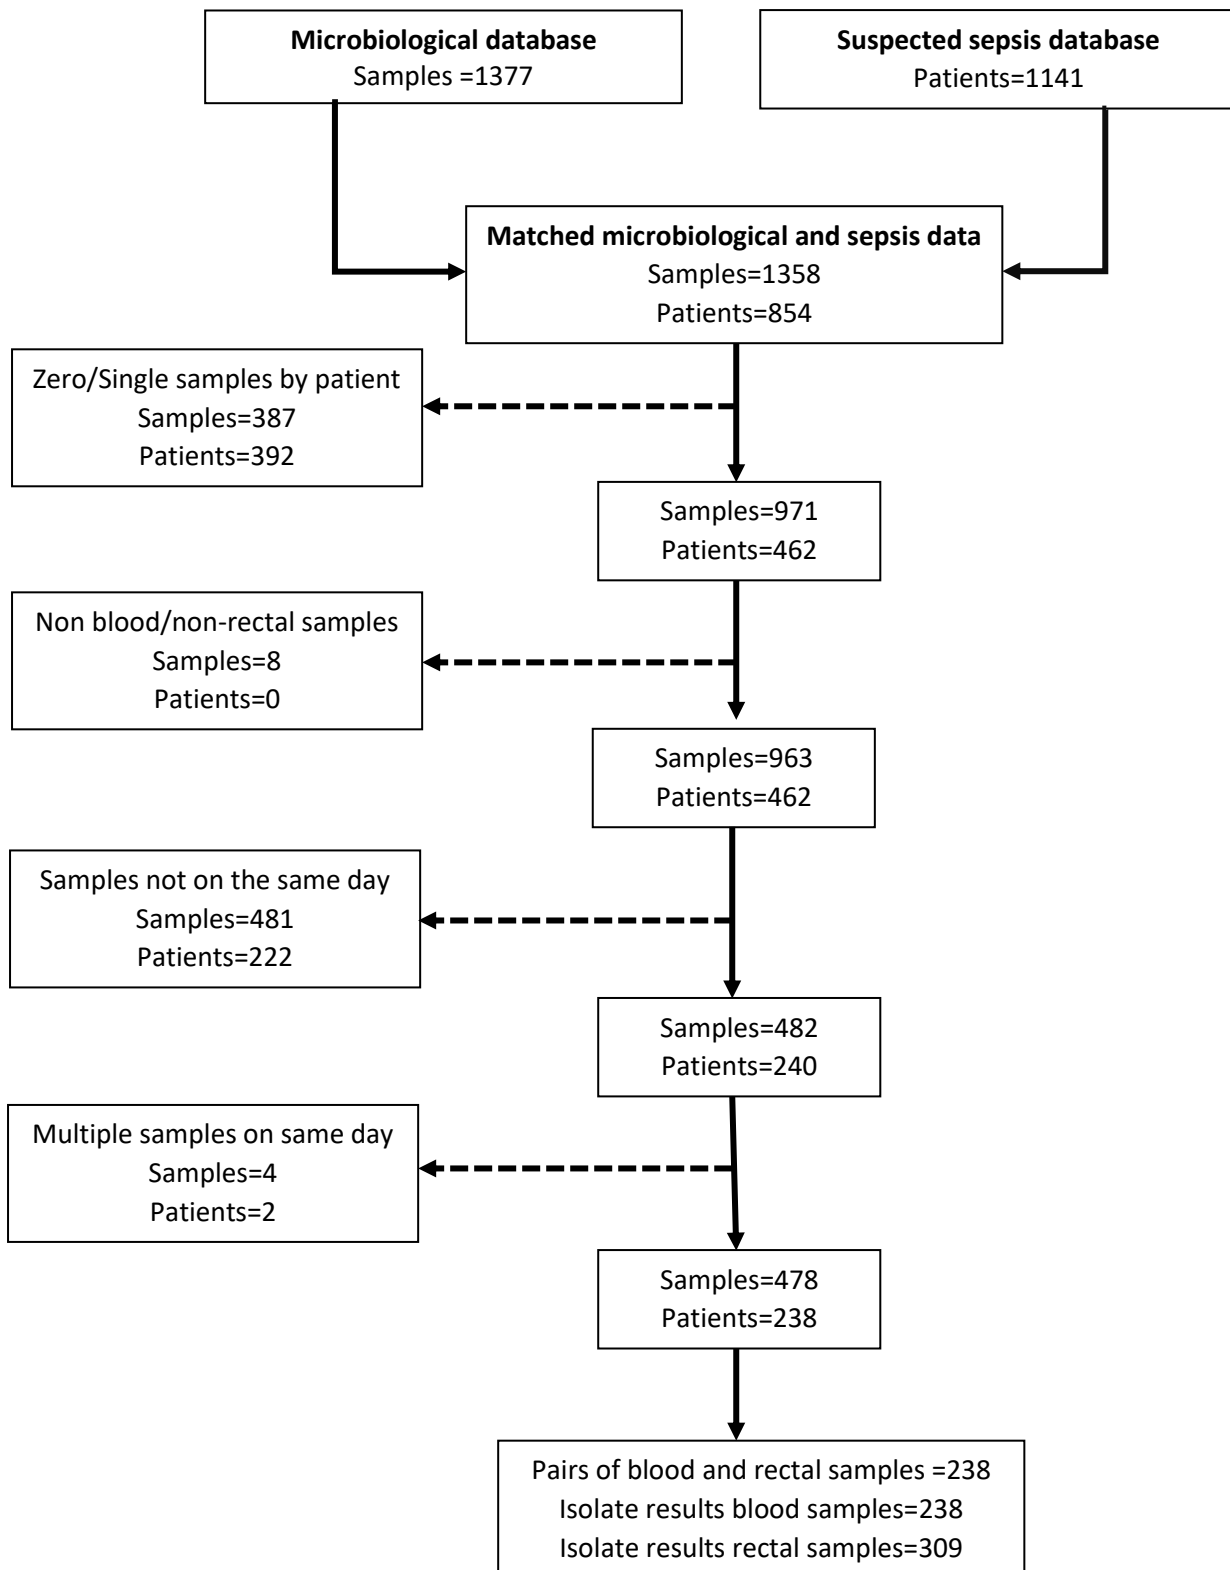 Microbiological database
Samples =1377
Suspected sepsis database
Patients=1141
Matched microbiological and sepsis data
Samples=1358
Patients=854
Zero/Single samples by patient
Samples=387
Patients=392
Samples=971
Patients=462
Non blood/non-rectal samples
Samples=8
Patients=0
Samples=963
Patients=462
Samples not on the same day
Samples=481
Patients=222
Samples=482
Patients=240
Multiple samples on same day
Samples=4
Patients=2
Samples=478
Patients=238
Pairs of blood and rectal samples =238
Isolate results blood samples=238
Isolate results rectal samples=309